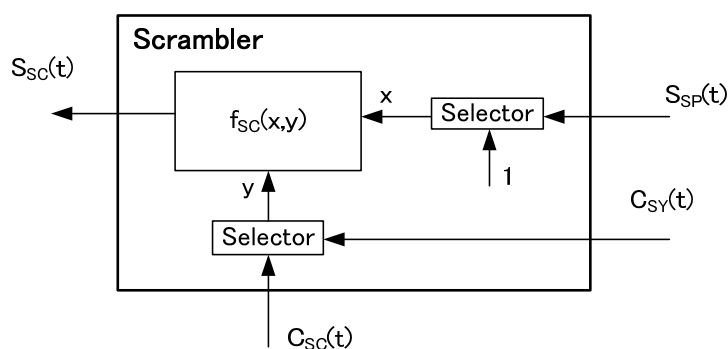 Scrambler
S_SC(t)
f_SC(x,y)
x
Selector
S_SP(t)
1
y
C_SY(t)
Selector
C_SC(t)